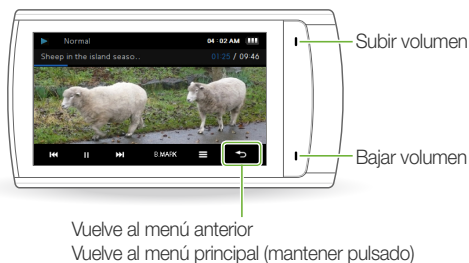 Normal
04 : 02 AM
Sheep in the island seaso...
01:25 / 09:46
B.MARK
Subir volumen
Bajar volumen
Vuelve al menú anterior
Vuelve al menú principal (mantener pulsado)